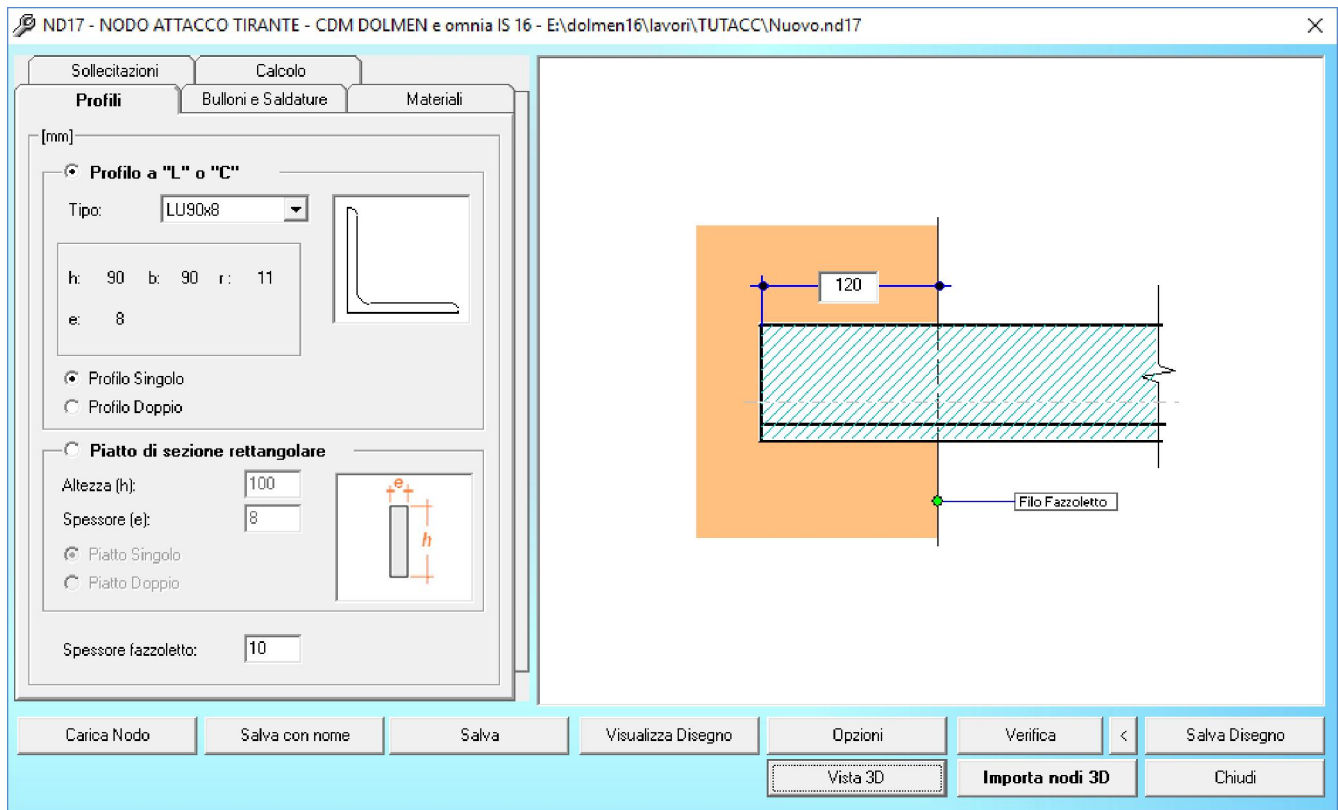 ND17 - NODO ATTACCO TIRANTE - CDM DOLMEN e omnia IS 16 - E:\dolmen16\lavori\TUTACC\Nuovo.nd17
Sollecitazioni
Calcolo
Profili
Bulloni e Saldature
Materiali
[mm]
Profilo a "L" o "C"
Tipo:
LU90x8
h: 90 b: 90 r: 11
e: 8
Profilo Singolo
Profilo Doppio
Piatto di sezione rettangolare
Altezza (h):
100
Spessore (e):
8
Piatto Singolo
Piatto Doppio
e
h
Spessore fazzoletto:
10
120
Filo Fazzoletto
Carica Nodo
Salva con nome
Salva
Visualizza Disegno
Opzioni
Verifica
<
Salva Disegno
Vista 3D
Importa nodi 3D
Chiudi